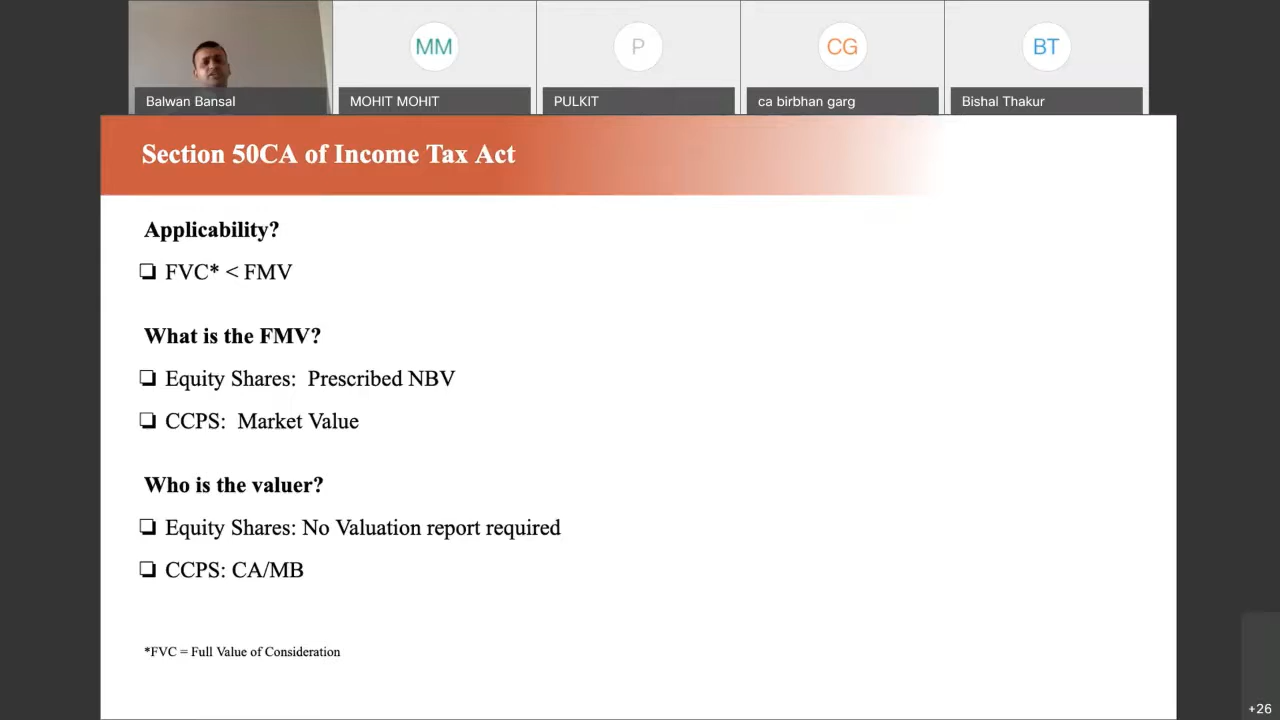 MM
P
CG
BT
Balwan Bansal
MOHIT MOHIT
PULKIT
ca birbhan garg
Bishal Thakur
Section 50CA of Income Tax Act
Applicability?
❏ FVC* < FMV
What is the FMV?
❏ Equity Shares: Prescribed NBV
❏ CCPS: Market Value
Who is the valuer?
❏ Equity Shares: No Valuation report required
❏ CCPS: CA/MB
*FVC = Full Value of Consideration
+26